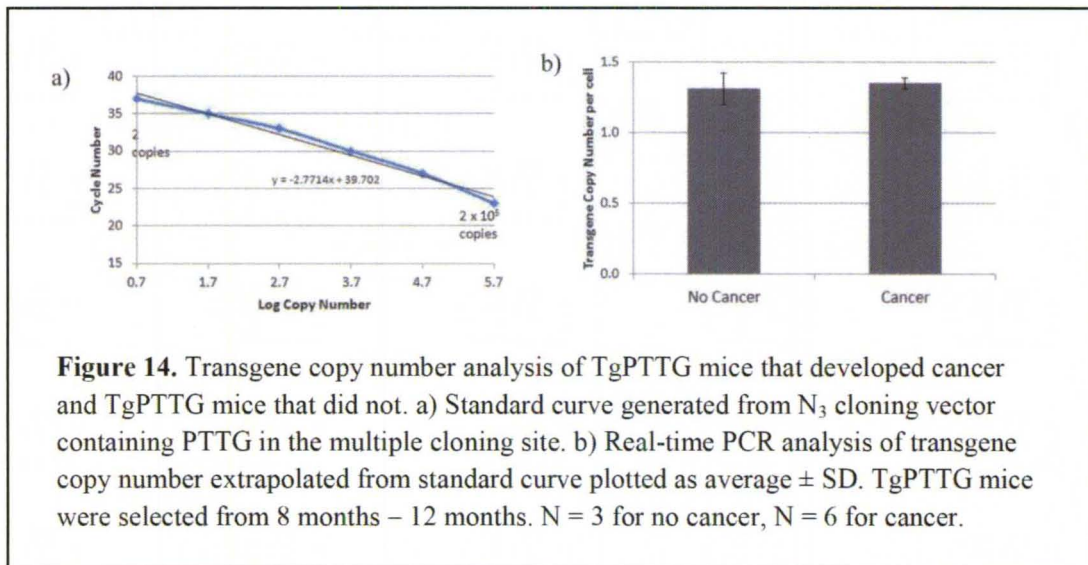 a)
40
35
30
25
20
15
Cycle Number
2
copies
y = -2.7714x + 39.702
2 x 10⁵
copies
0.7 1.7 2.7 3.7 4.7 5.7
Log Copy Number
b)
1.5
1.0
0.5
0.0
Transgene Copy Number per cell
No Cancer Cancer
Figure 14. Transgene copy number analysis of TgPTTG mice that developed cancer
and TgPTTG mice that did not. a) Standard curve generated from N₃ cloning vector
containing PTTG in the multiple cloning site. b) Real-time PCR analysis of transgene
copy number extrapolated from standard curve plotted as average ± SD. TgPTTG mice
were selected from 8 months – 12 months. N = 3 for no cancer, N = 6 for cancer.